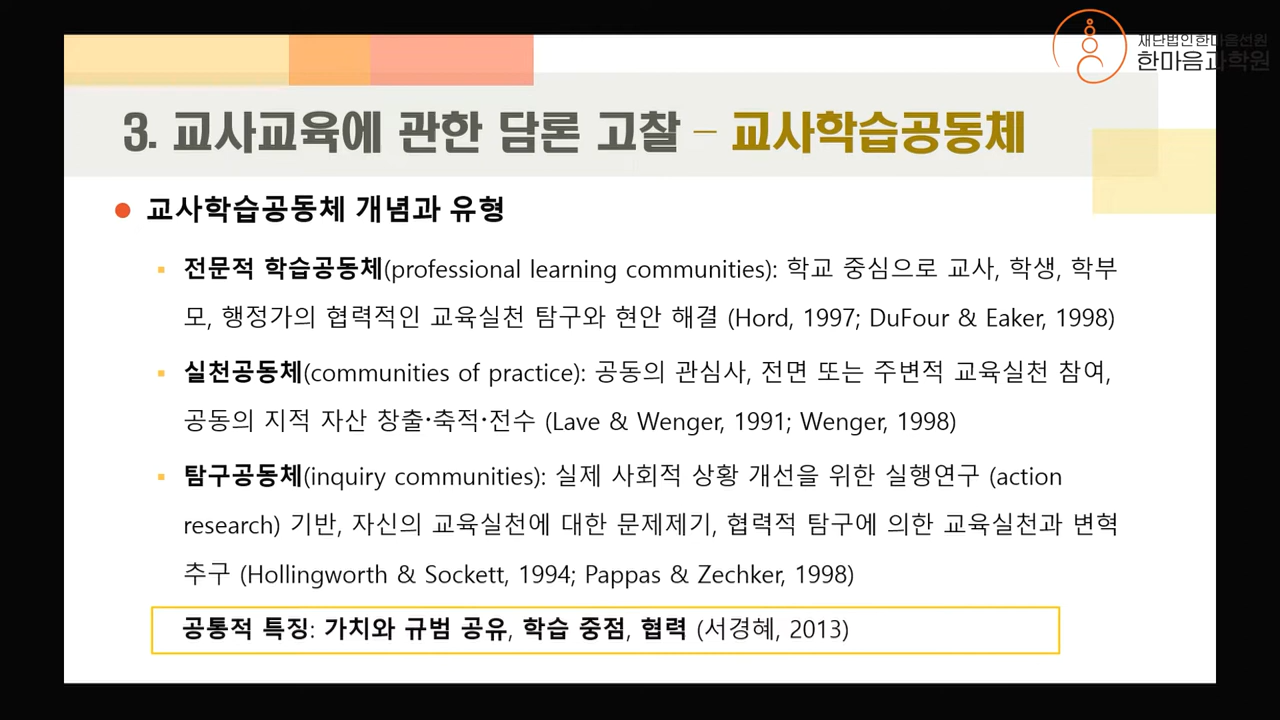 재단법인한마음선원
한마음과학원
3. 교사교육에 관한 담론 고찰 – 교사학습공동체
교사학습공동체 개념과 유형
전문적 학습공동체(professional learning communities): 학교 중심으로 교사, 학생, 학부
모, 행정가의 협력적인 교육실천 탐구와 현안 해결 (Hord, 1997; DuFour & Eaker, 1998)
실천공동체(communities of practice): 공동의 관심사, 전면 또는 주변적 교육실천 참여,
공동의 지적 자산 창출·축적·전수 (Lave & Wenger, 1991; Wenger, 1998)
탐구공동체(inquiry communities): 실제 사회적 상황 개선을 위한 실행연구 (action
research) 기반, 자신의 교육실천에 대한 문제제기, 협력적 탐구에 의한 교육실천과 변혁
추구 (Hollingworth & Sockett, 1994; Pappas & Zechker, 1998)
공통적 특징: 가치와 규범 공유, 학습 중점, 협력 (서경혜, 2013)